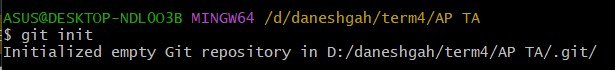 ASUS@DESKTOP-NDLOO3B MINGW64 /d/daneshgah/term4/AP TA
$ git init
Initialized empty Git repository in D:/daneshgah/term4/AP TA/.git/